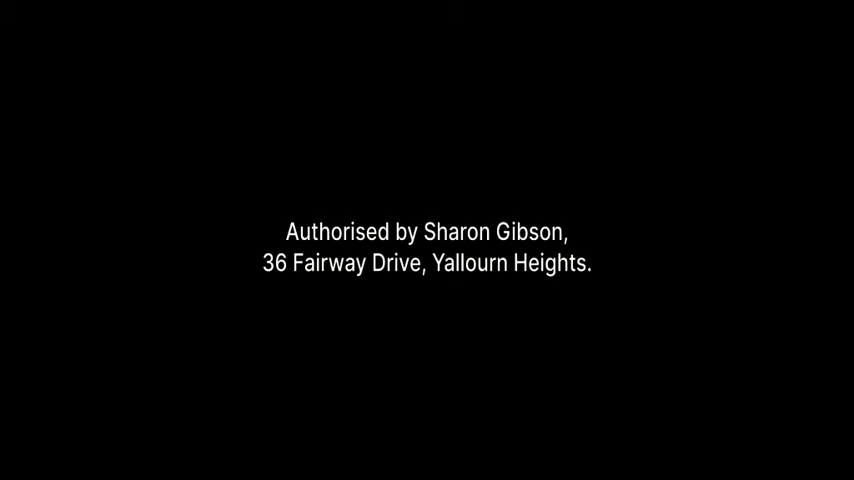 Authorised by Sharon Gibson,
36 Fairway Drive, Yallourn Heights.